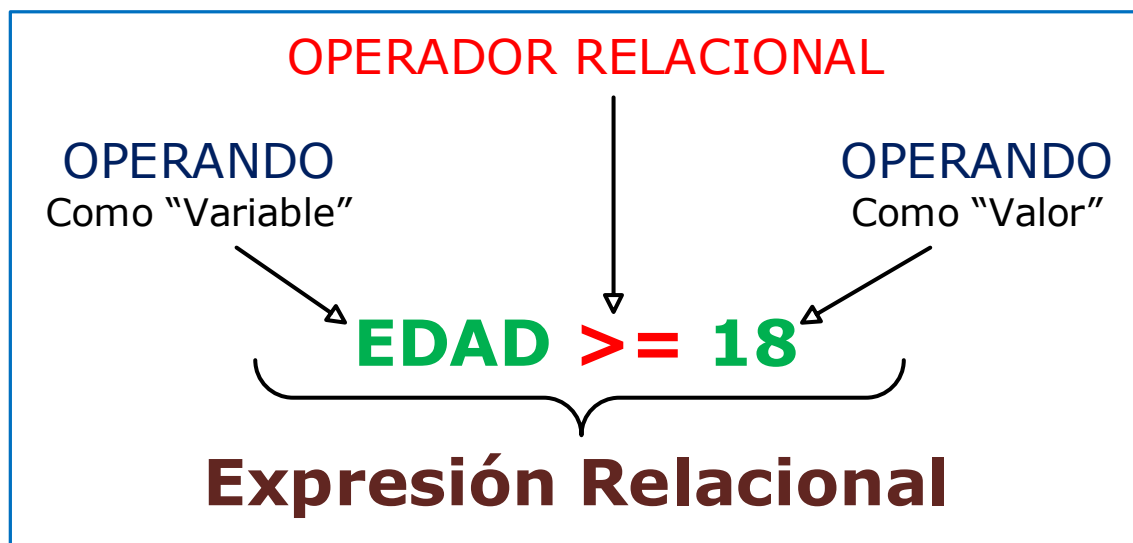 OPERADOR RELACIONAL
OPERANDO
Como “Variable”
OPERANDO
Como “Valor”
EDAD >= 18
Expresión Relacional